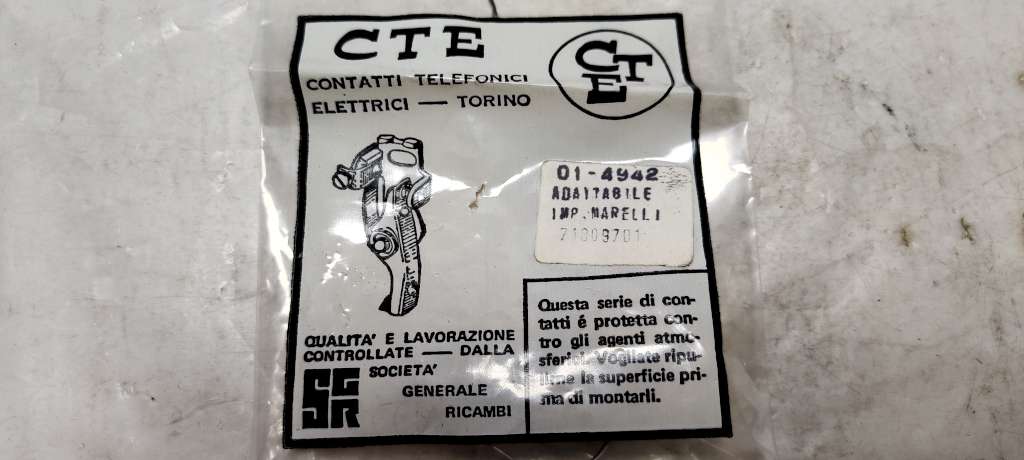 CTE
CTE
CONTATTI TELEFONICI
ELETTRICI — TORINO
01-4942
ADATTABILE
IMP. MARELLI
QUALITA' E LAVORAZIONE
CONTROLLATE — DALLA
SGR
SOCIETA'
GENERALE
RICAMBI
Questa serie di con-
tatti é protetta con-
tro gli agenti atmo-
sferici. Vogliate ripu-
lirne la superficie pri-
ma di montarli.